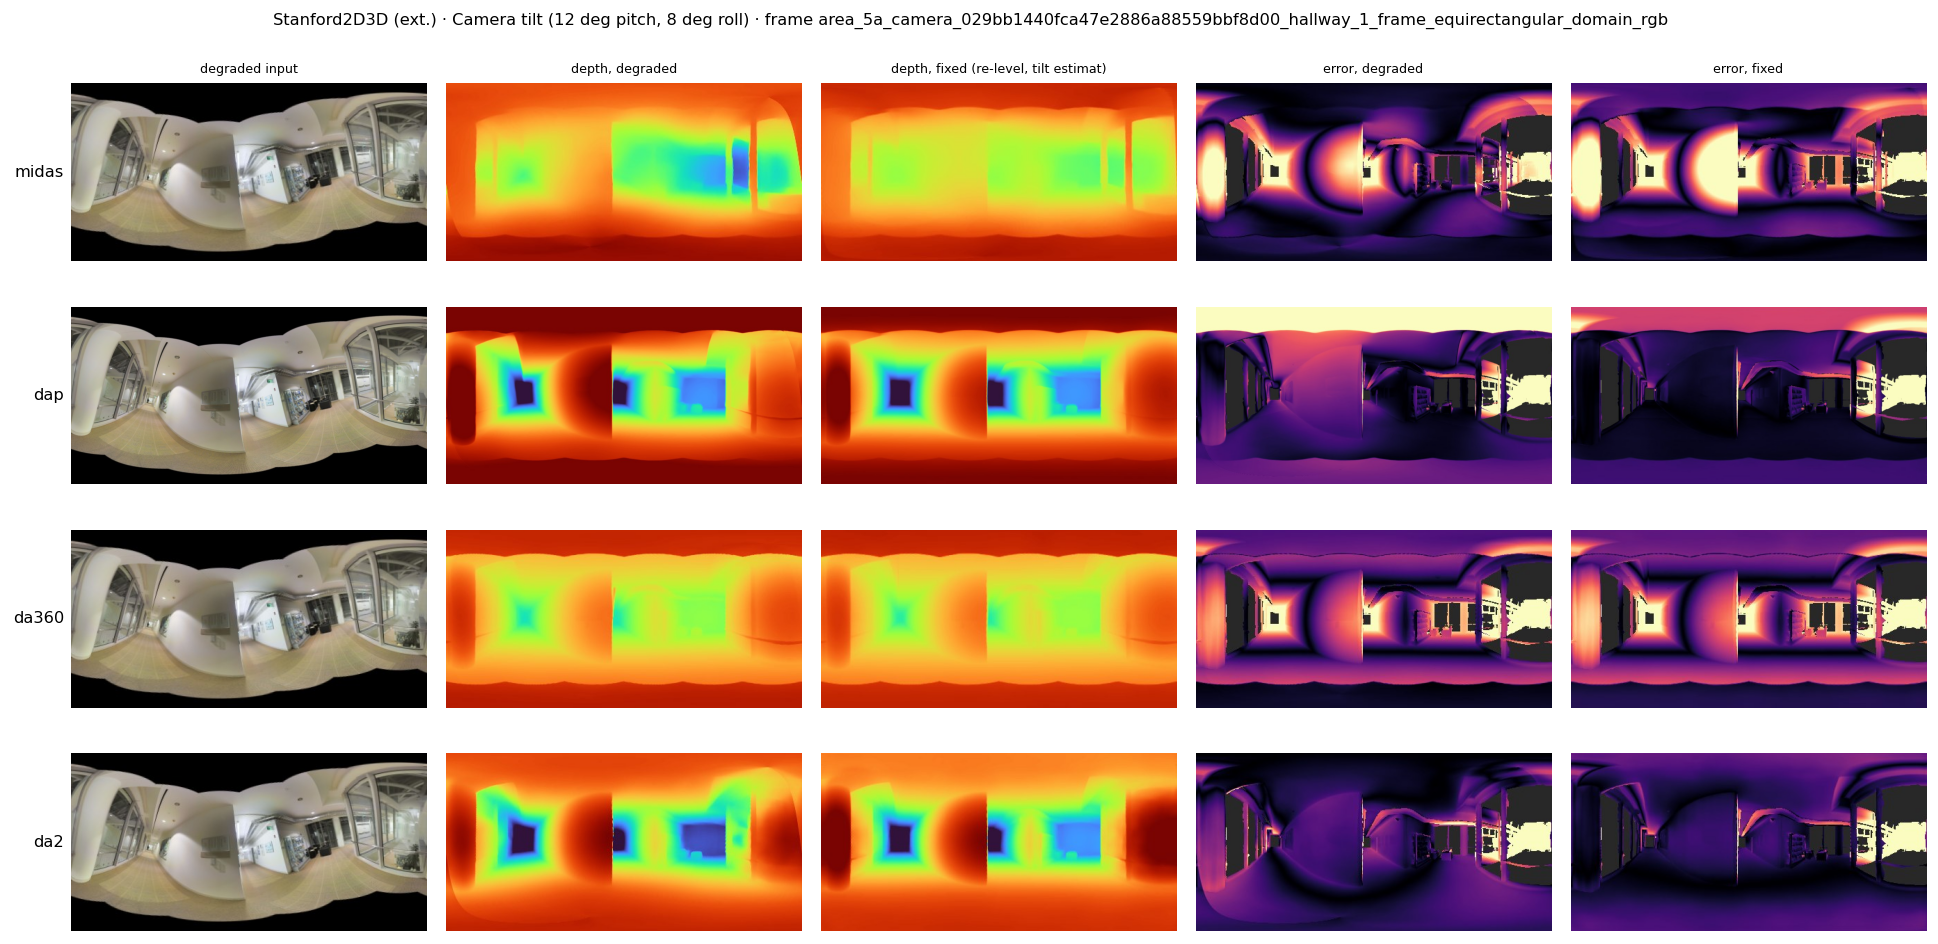 Stanford2D3D (ext.) · Camera tilt (12 deg pitch, 8 deg roll) · frame area_5a_camera_029bb1440fca47e2886a88559bbf8d00_hallway_1_frame_equirectangular_domain_rgb
degraded input depth, degraded depth, fixed (re-level, tilt estimat) error, degraded error, fixed
midas
dap
da360
da2